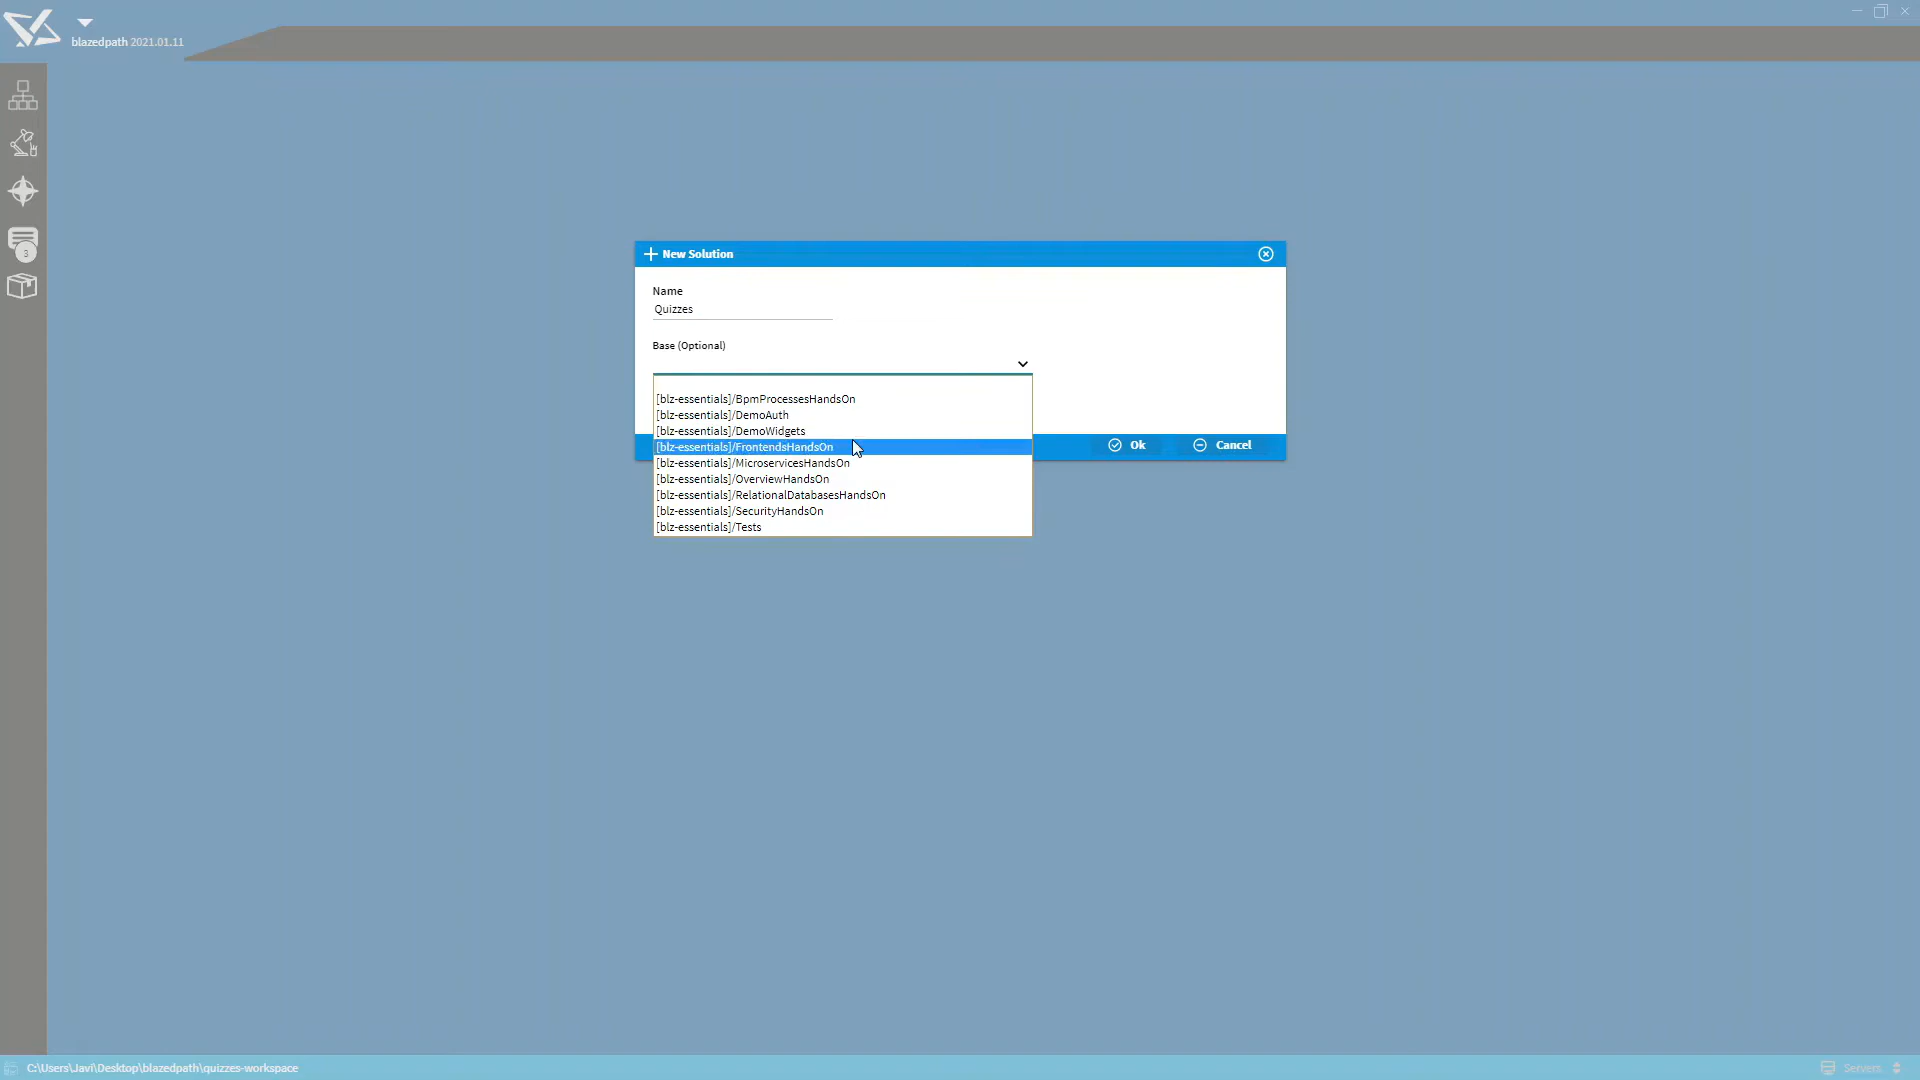 blazedpath 2021.01.11
3
New Solution
Name
Quizzes
Base (Optional)
[blz-essentials]/BpmProcessesHandsOn
[blz-essentials]/DemoAuth
[blz-essentials]/DemoWidgets
[blz-essentials]/FrontendsHandsOn
[blz-essentials]/MicroservicesHandsOn
[blz-essentials]/OverviewHandsOn
[blz-essentials]/RelationalDatabasesHandsOn
[blz-essentials]/SecurityHandsOn
[blz-essentials]/Tests
Ok
Cancel
C:\Users\Javi\Desktop\blazedpath\quizzes-workspace
Servers